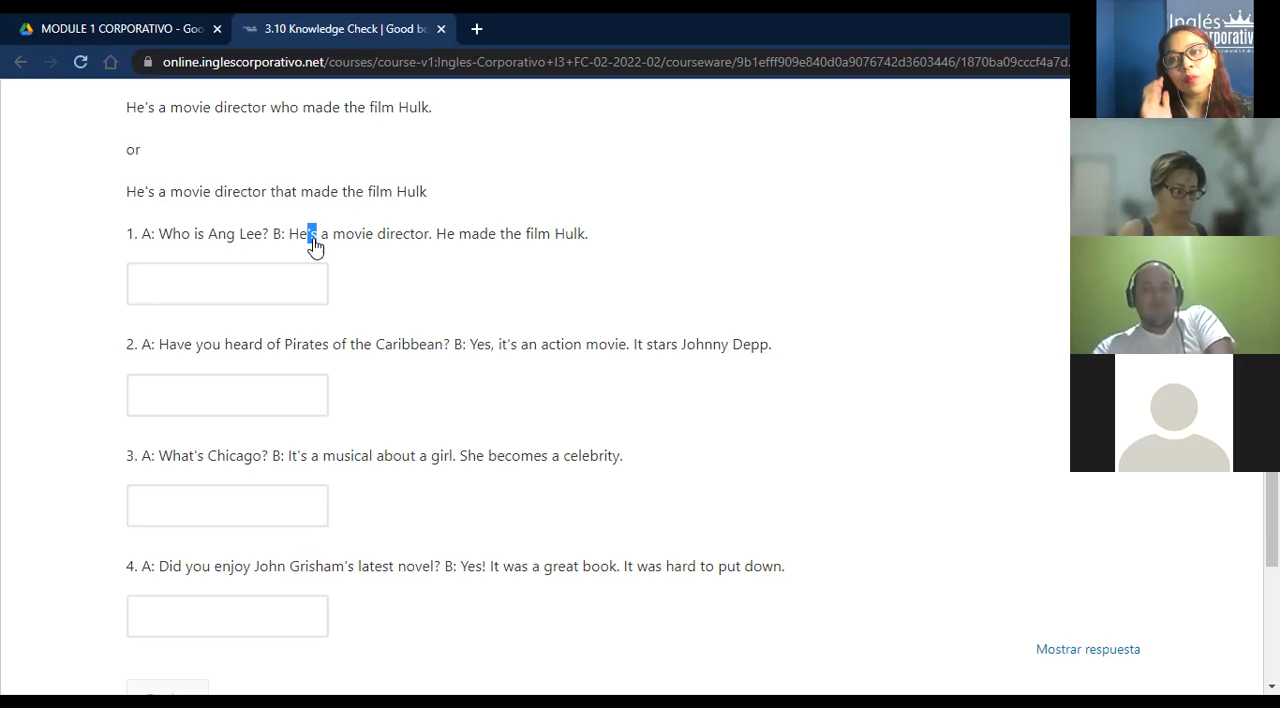 MODULE 1 CORPORATIVO - Goo
3.10 Knowledge Check | Good bo
online.inglescorporativo.net/courses/course-v1:Ingles-Corporativo+I3+FC-02-2022-02/courseware/9b1efff909e840d0a9076742d3603446/1870ba09cccf4a7d
Inglés
corporativ
He's a movie director who made the film Hulk.
or
He's a movie director that made the film Hulk
1. A: Who is Ang Lee? B: He's a movie director. He made the film Hulk.
2. A: Have you heard of Pirates of the Caribbean? B: Yes, it's an action movie. It stars Johnny Depp.
3. A: What's Chicago? B: It's a musical about a girl. She becomes a celebrity.
4. A: Did you enjoy John Grisham's latest novel? B: Yes! It was a great book. It was hard to put down.
Mostrar respuesta